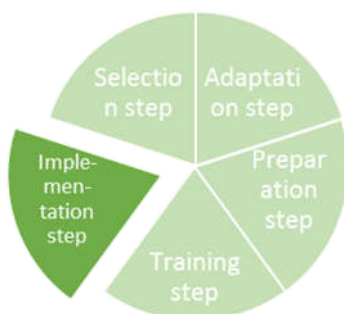 Selectio
n step
Adaptati
on step
Prepar
ation
step
Training
step
Imple-
men-
tation
step